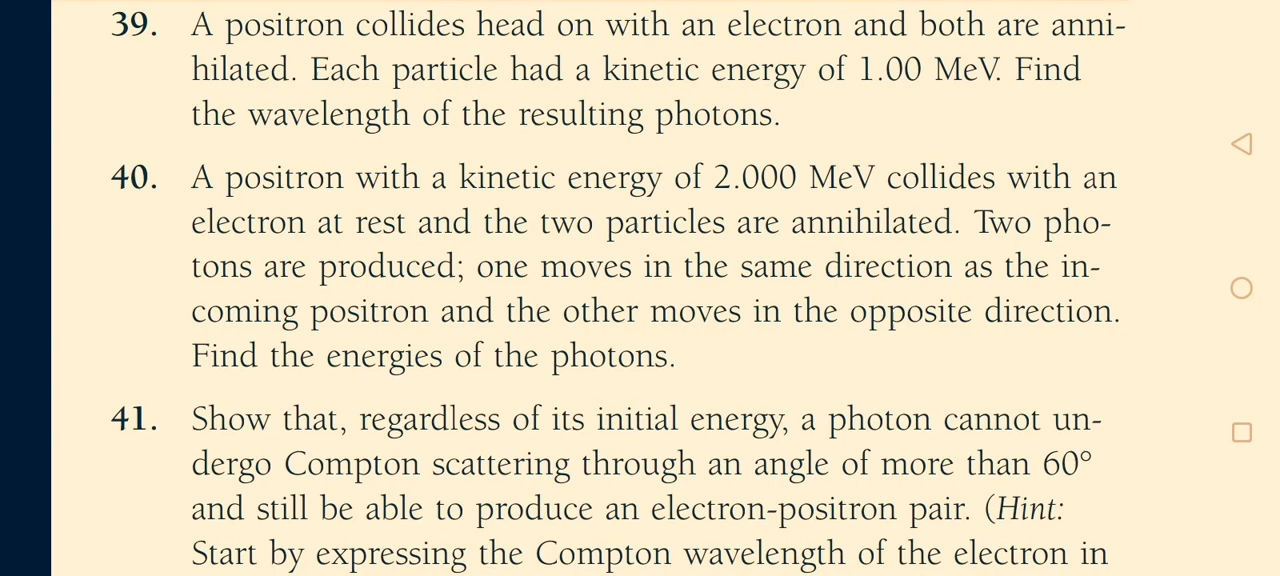 39. A positron collides head on with an electron and both are anni-
hilated. Each particle had a kinetic energy of 1.00 MeV. Find
the wavelength of the resulting photons.
40. A positron with a kinetic energy of 2.000 MeV collides with an
electron at rest and the two particles are annihilated. Two pho-
tons are produced; one moves in the same direction as the in-
coming positron and the other moves in the opposite direction.
Find the energies of the photons.
41. Show that, regardless of its initial energy, a photon cannot un-
dergo Compton scattering through an angle of more than 60°
and still be able to produce an electron-positron pair. (Hint:
Start by expressing the Compton wavelength of the electron in